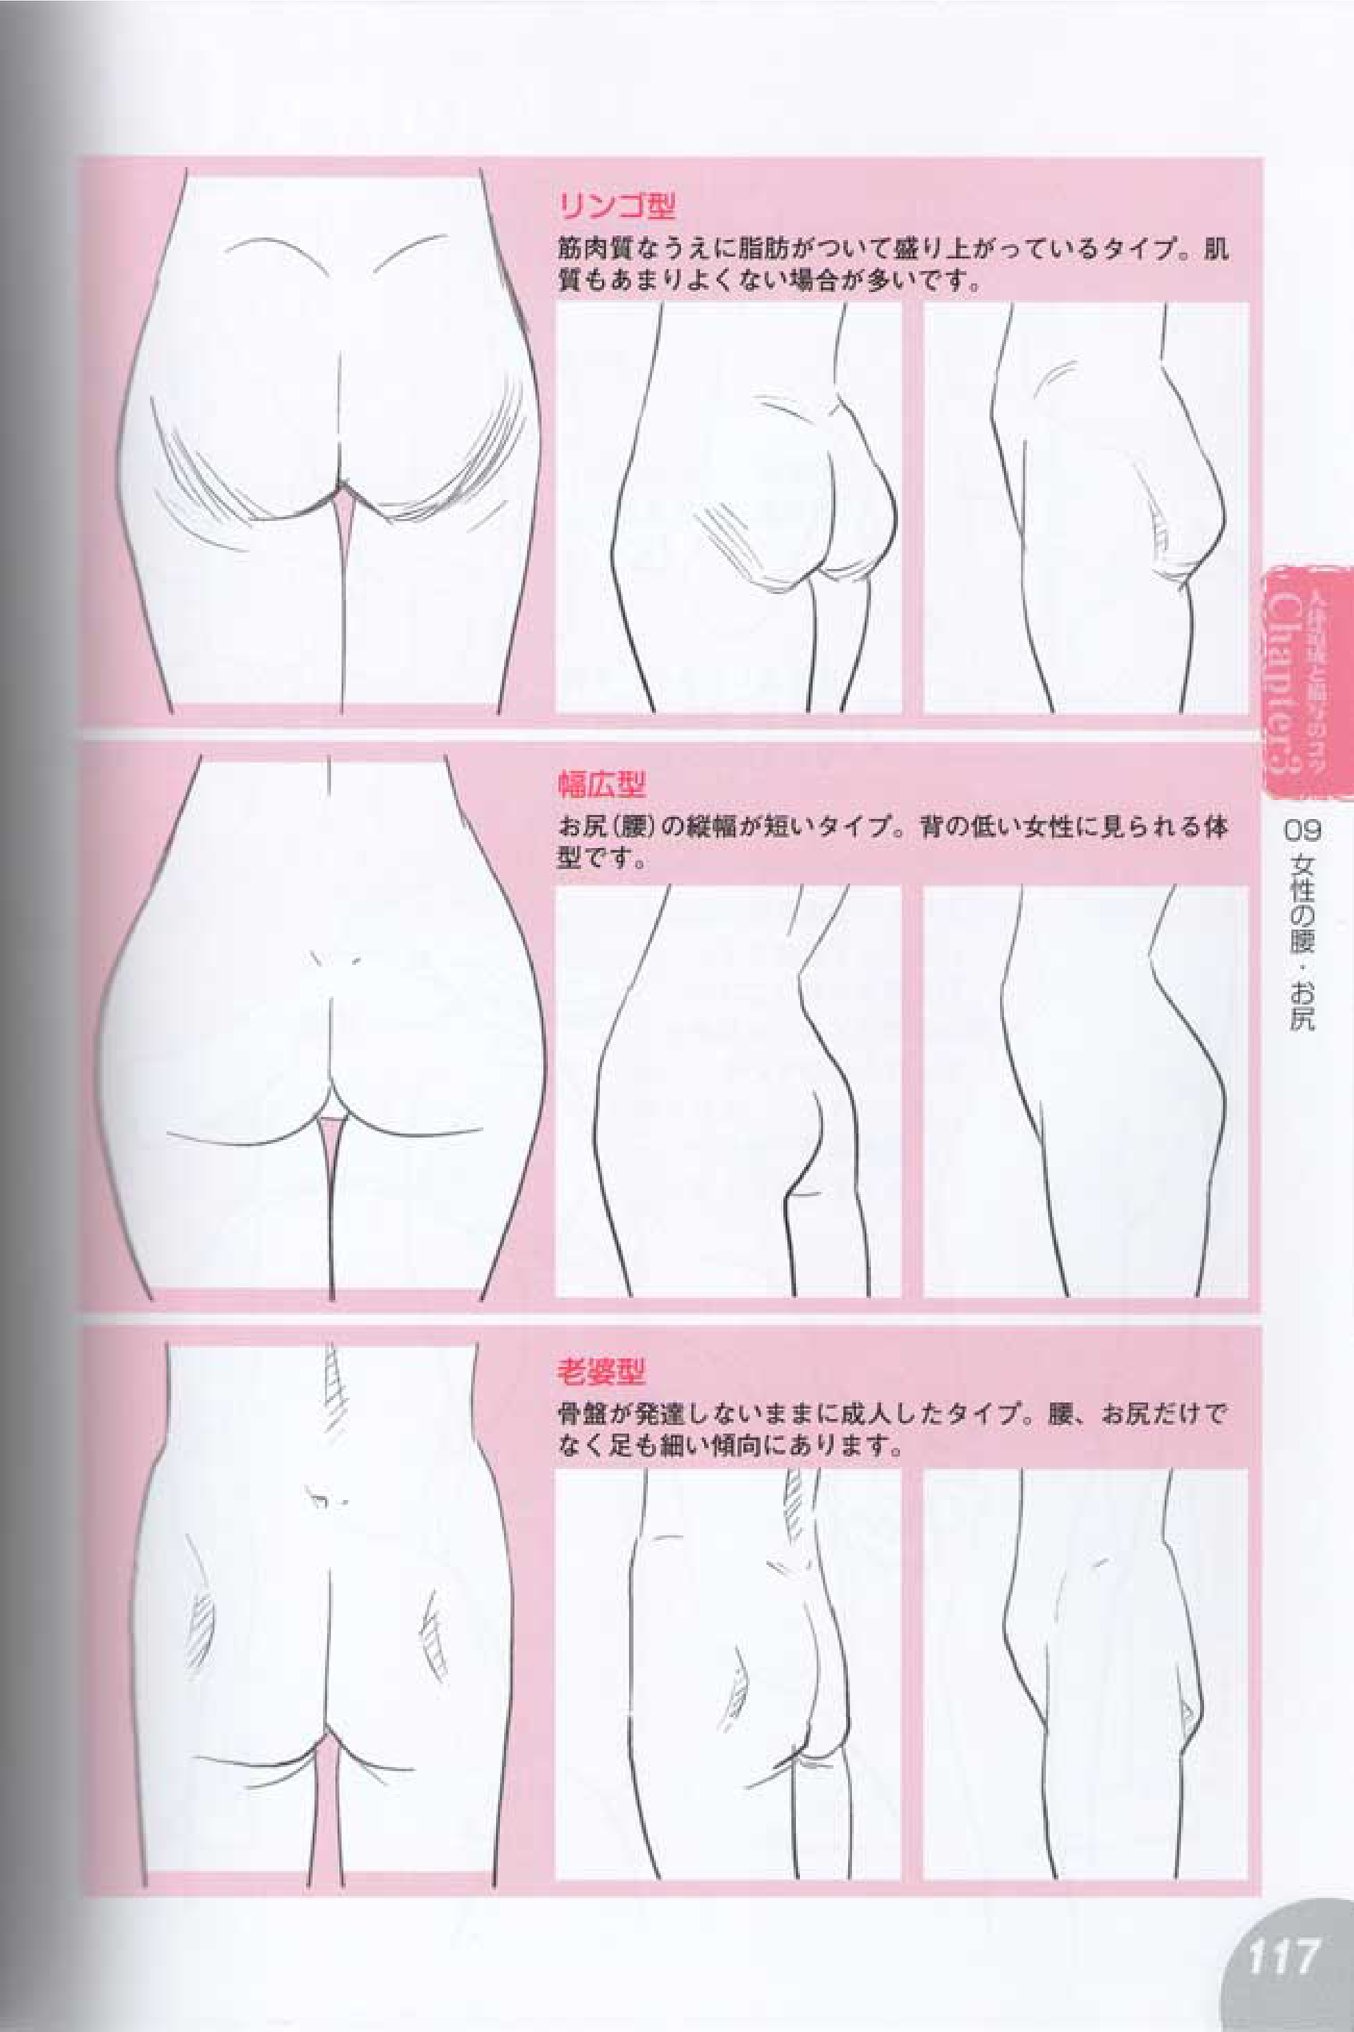 リンゴ型
筋肉質なうえに脂肪がついて盛り上がっているタイプ。肌
質もあまりよくない場合が多いです。
幅広型
お尻(腰)の縦幅が短いタイプ。背の低い女性に見られる体
型です。
老婆型
骨盤が発達しないままに成人したタイプ。腰、お尻だけで
なく足も細い傾向にあります。
Chapter3
09 女性の腰・お尻
117